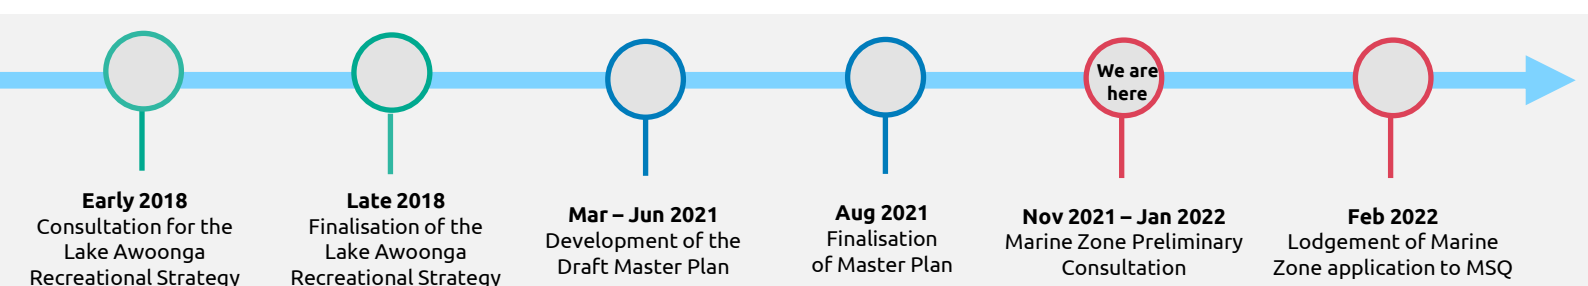 We are
here
Early 2018
Consultation for the
Lake Awoonga
Recreational Strategy
Late 2018
Finalisation of the
Lake Awoonga
Recreational Strategy
Mar – Jun 2021
Development of the
Draft Master Plan
Aug 2021
Finalisation
of Master Plan
Nov 2021 – Jan 2022
Marine Zone Preliminary
Consultation
Feb 2022
Lodgement of Marine
Zone application to MSQ